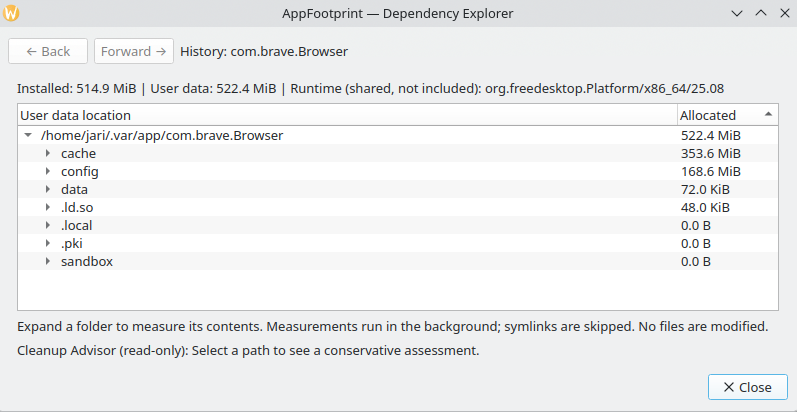 AppFootprint — Dependency Explorer
← Back Forward → History: com.brave.Browser
Installed: 514.9 MiB | User data: 522.4 MiB | Runtime (shared, not included): org.freedesktop.Platform/x86_64/25.08
User data location Allocated
/home/jari/.var/app/com.brave.Browser 522.4 MiB
cache 353.6 MiB
config 168.6 MiB
data 72.0 KiB
.ld.so 48.0 KiB
.local 0.0 B
.pki 0.0 B
sandbox 0.0 B
Expand a folder to measure its contents. Measurements run in the background; symlinks are skipped. No files are modified.
Cleanup Advisor (read-only): Select a path to see a conservative assessment.
Close